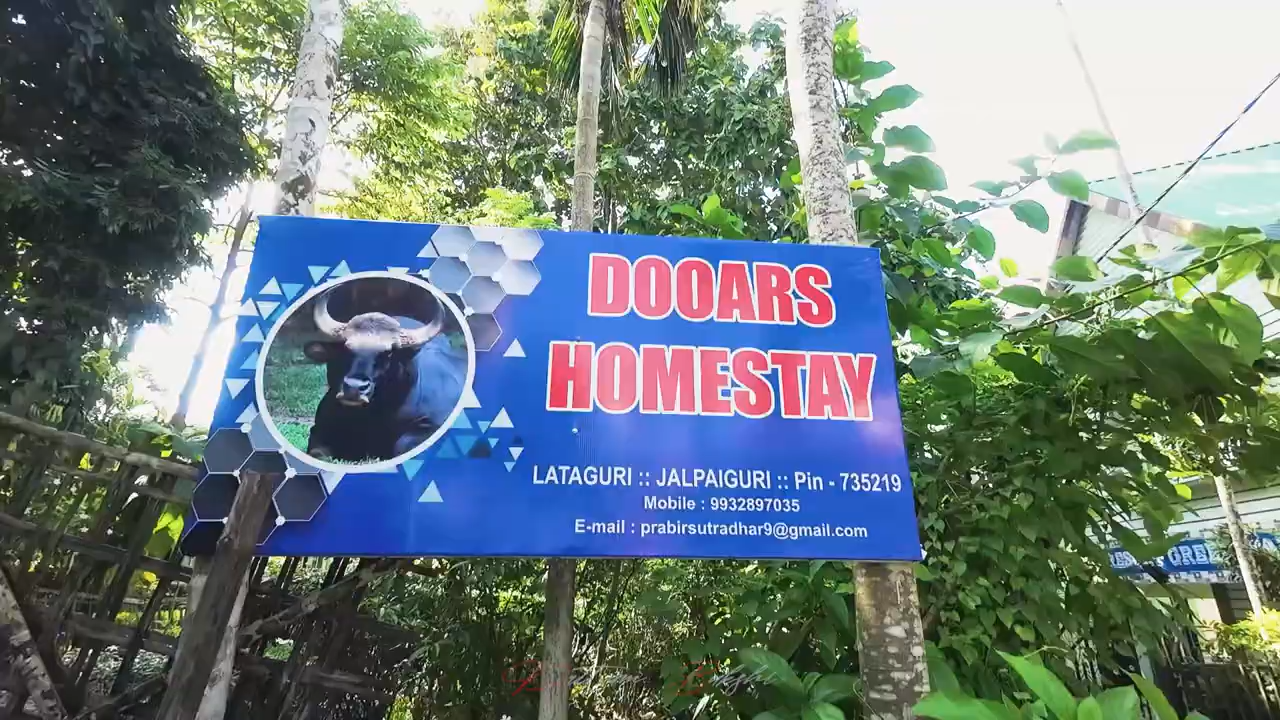 DOOARS
HOMESTAY
LATAGURI :: JALPAIGURI :: Pin - 735219
Mobile : 9932897035
E-mail : prabirsutradhar9@gmail.com